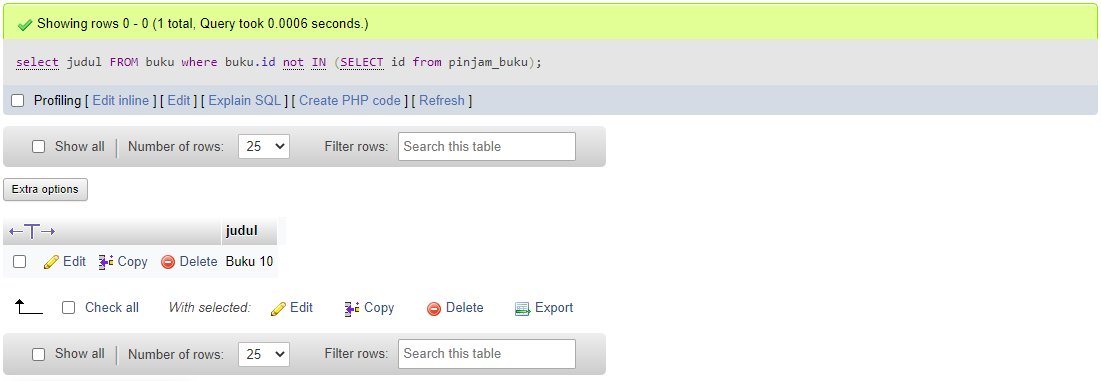 Showing rows 0 - 0 (1 total, Query took 0.0006 seconds.)
select judul FROM buku where buku.id not IN (SELECT id from pinjam_buku);
Profiling [ Edit inline ] [ Edit ] [ Explain SQL ] [ Create PHP code ] [ Refresh ]
Show all Number of rows: 25 Filter rows: Search this table
Extra options
←T→ judul
Edit Copy Delete Buku 10
Check all With selected: Edit Copy Delete Export
Show all Number of rows: 25 Filter rows: Search this table